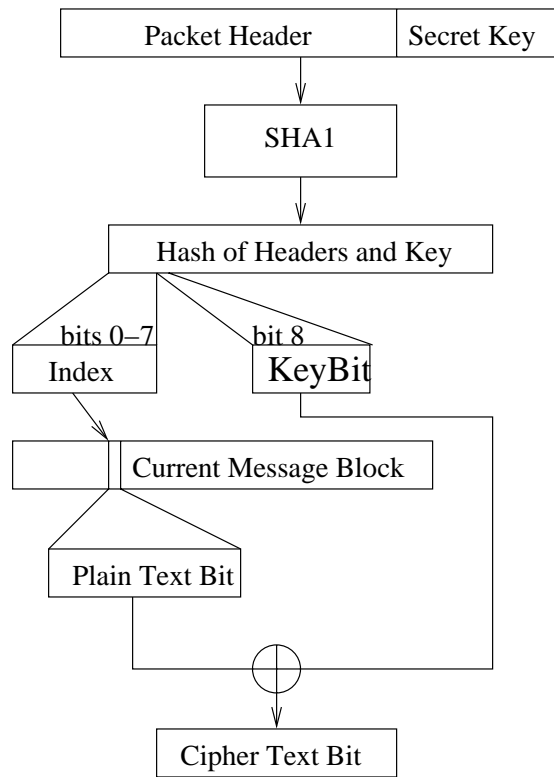 Packet Header
Secret Key
SHA1
Hash of Headers and Key
bits 0−7
bit 8
Index
KeyBit
Current Message Block
Plain Text Bit
Cipher Text Bit